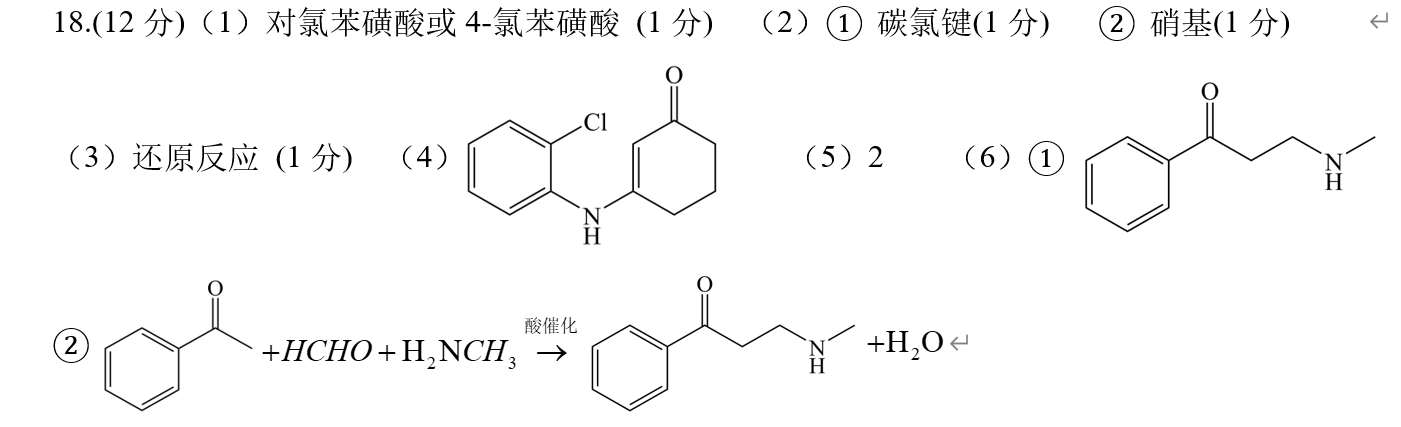 18.(12 分)（1）对氯苯磺酸或 4-氯苯磺酸 (1 分) （2）① 碳氯键(1 分) ② 硝基(1 分) ↵
（3）还原反应 (1 分) （4） O Cl N H （5）2 （6）① O N H
② O +HCHO+H₂NCH₃ 酸催化 → O N H +H₂O ↵